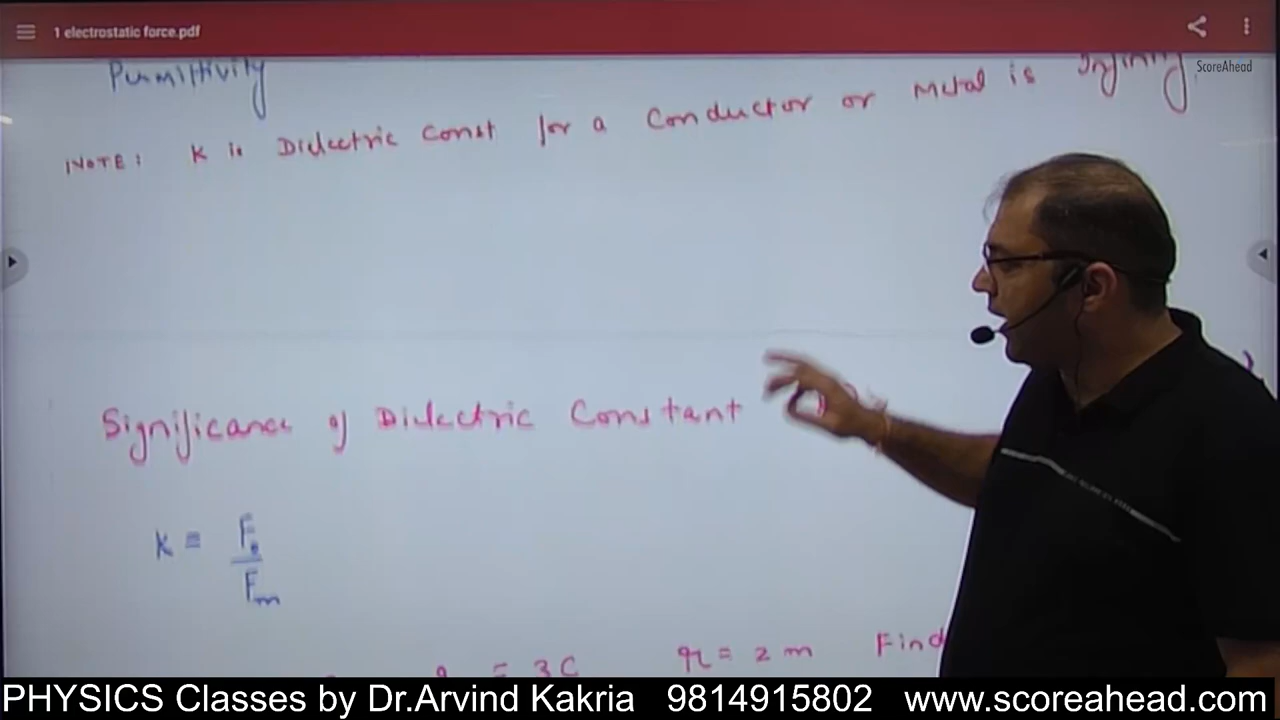 1 electrostatic force.pdf
ScoreAhead
Permittivity
NOTE: K is Dielectric Const for a Conductor or Metal is Infinity
Significance of Dielectric Constant
K = F₀/Fm
= 3C r = 2 m Find
PHYSICS Classes by Dr.Arvind Kakria 9814915802 www.scoreahead.com